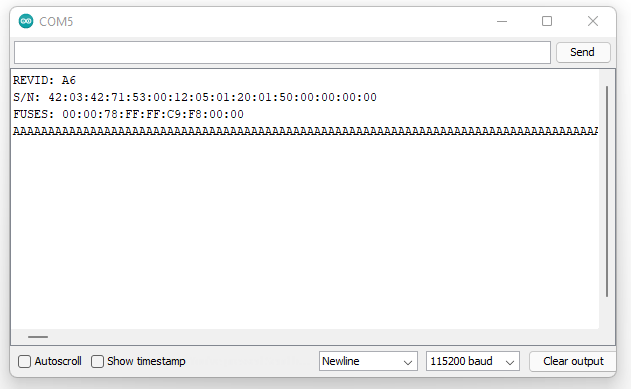 COM5
Send
REVID: A6
S/N: 42:03:42:71:53:00:12:05:01:20:01:50:00:00:00:00
FUSES: 00:00:78:FF:FF:C9:F8:00:00
AAAAAAAAAAAAAAAAAAAAAAAAAAAAAAAAAAAAAAAAAAAAAAAAAAAAAAAAAAAAAAAAAAAAAAAAAAAAAAAAAAAA
Autoscroll Show timestamp Newline 115200 baud Clear output